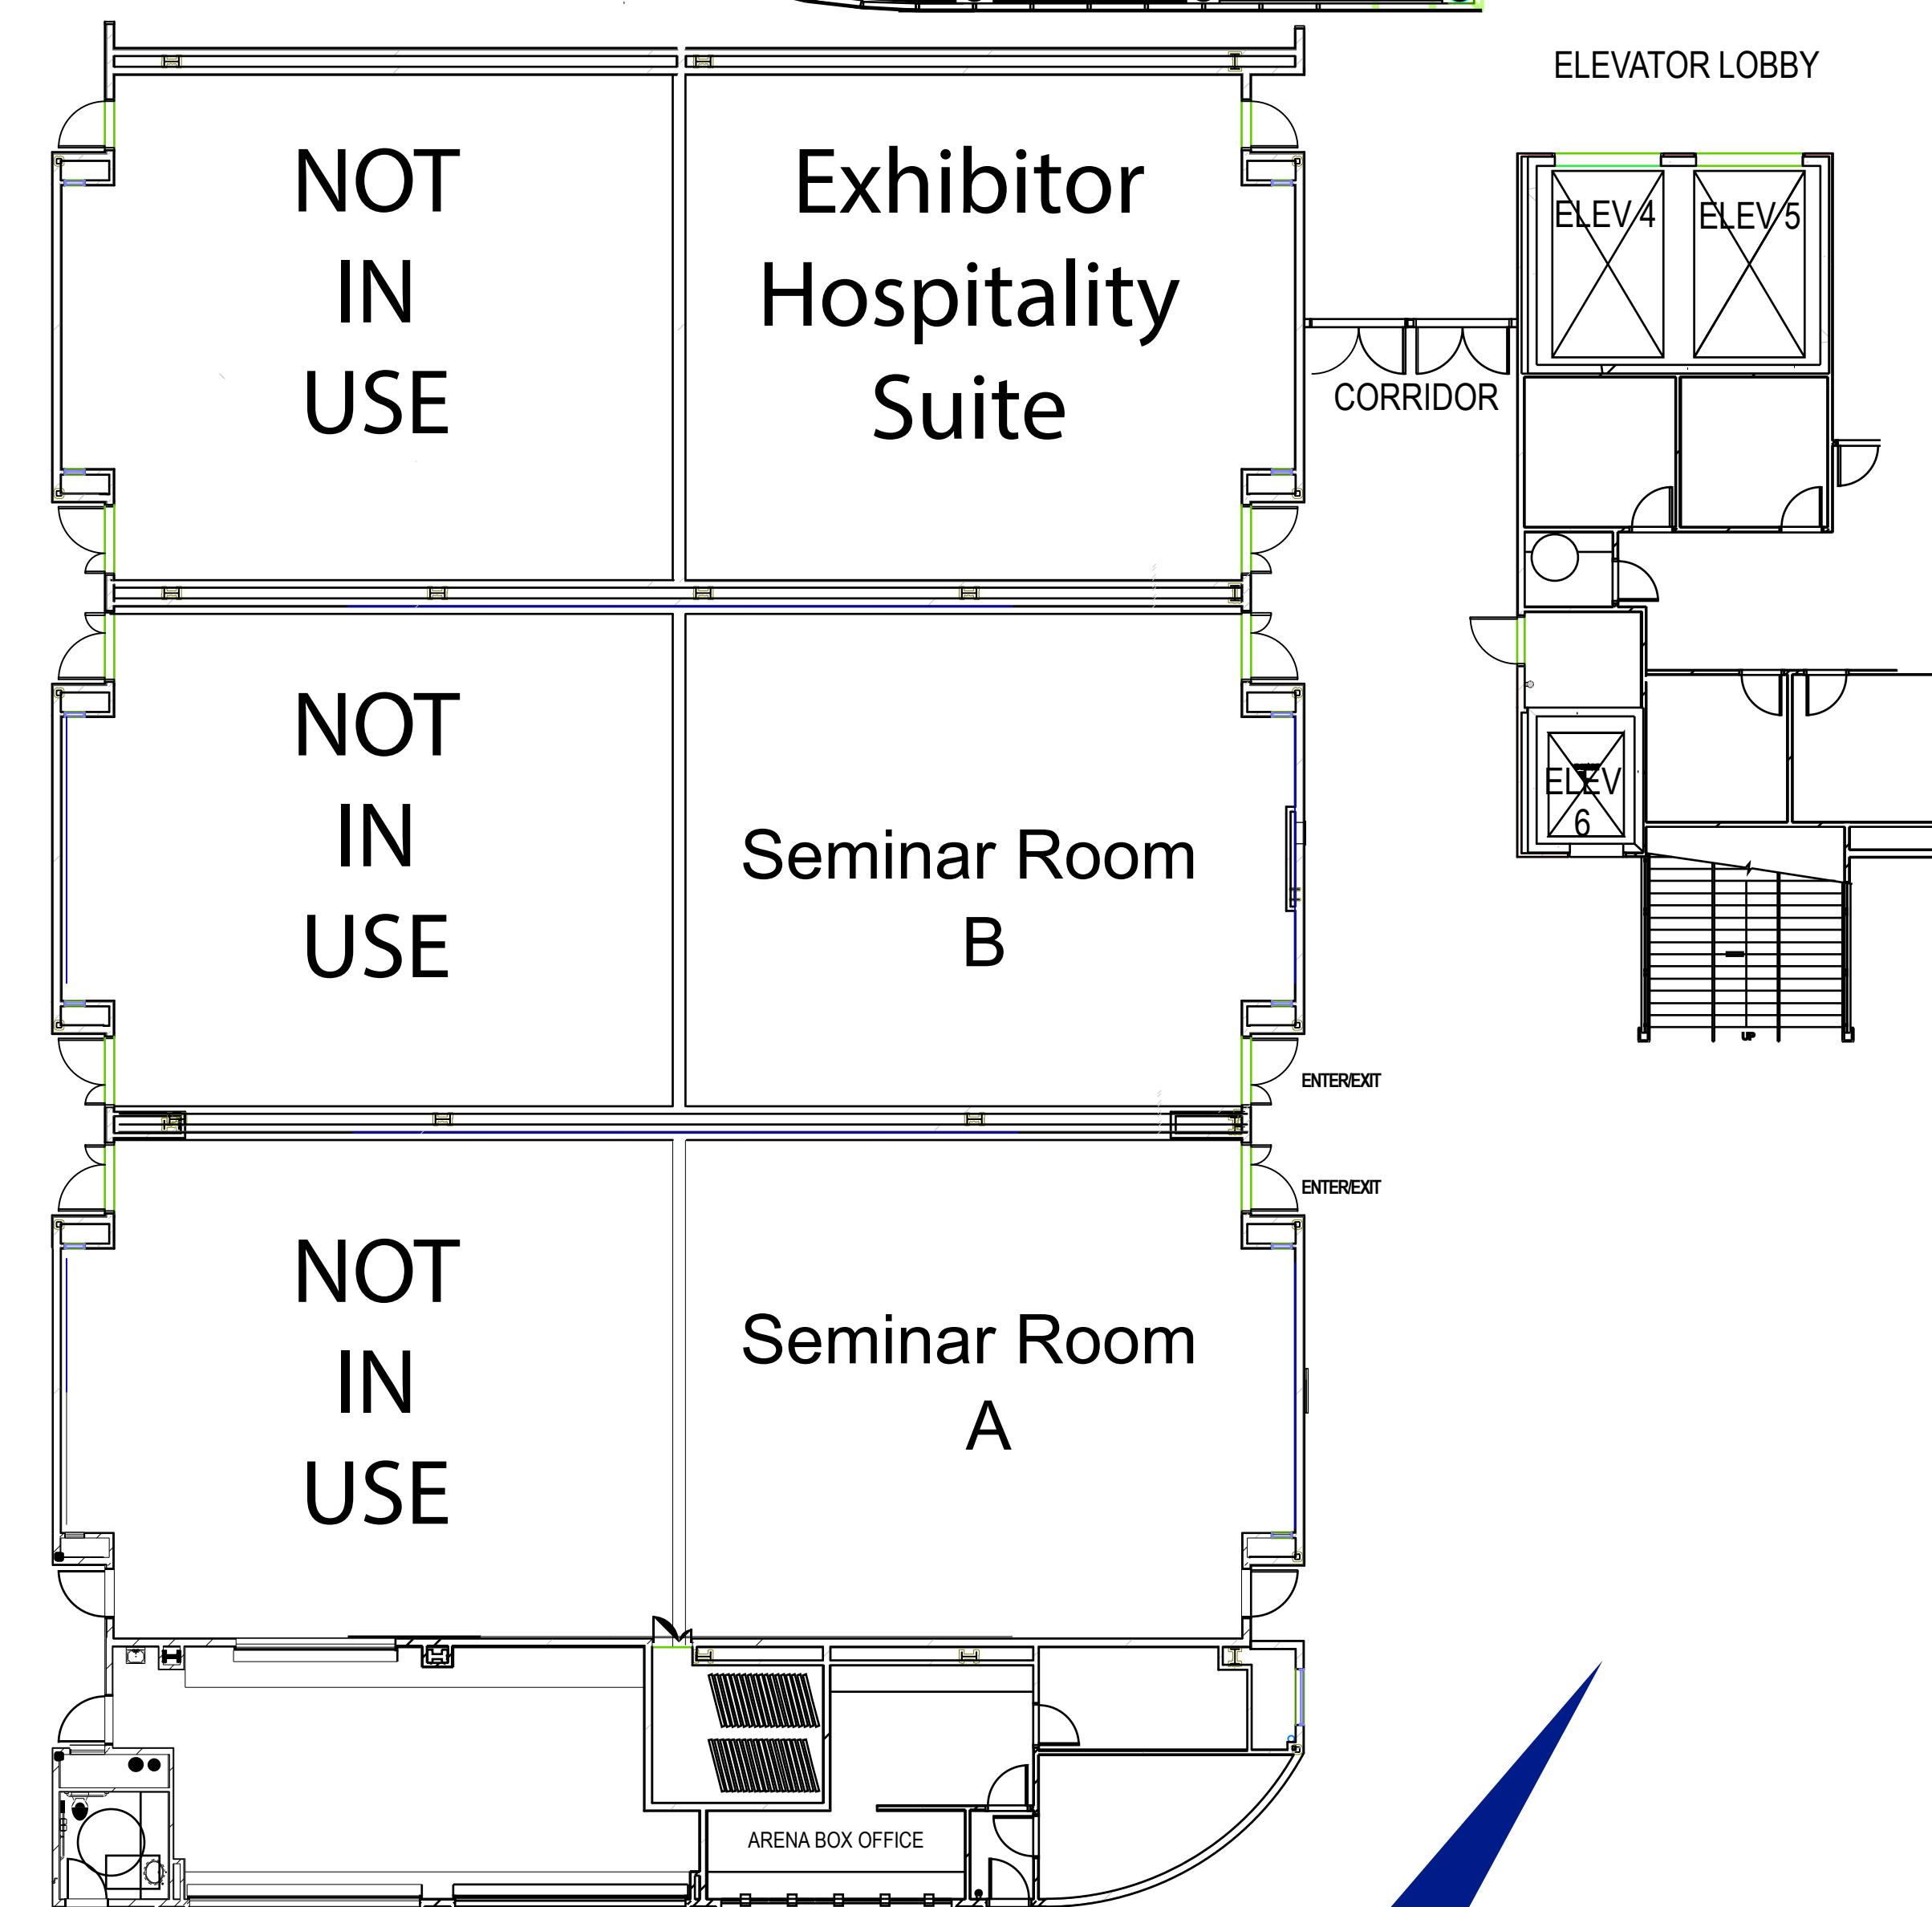 ELEVATOR LOBBY
NOT
IN
USE
Exhibitor
Hospitality
Suite
ELEV 4
ELEV 5
CORRIDOR
NOT
IN
USE
Seminar Room
B
ELEV
6
UP
ENTER/EXIT
ENTER/EXIT
NOT
IN
USE
Seminar Room
A
ARENA BOX OFFICE